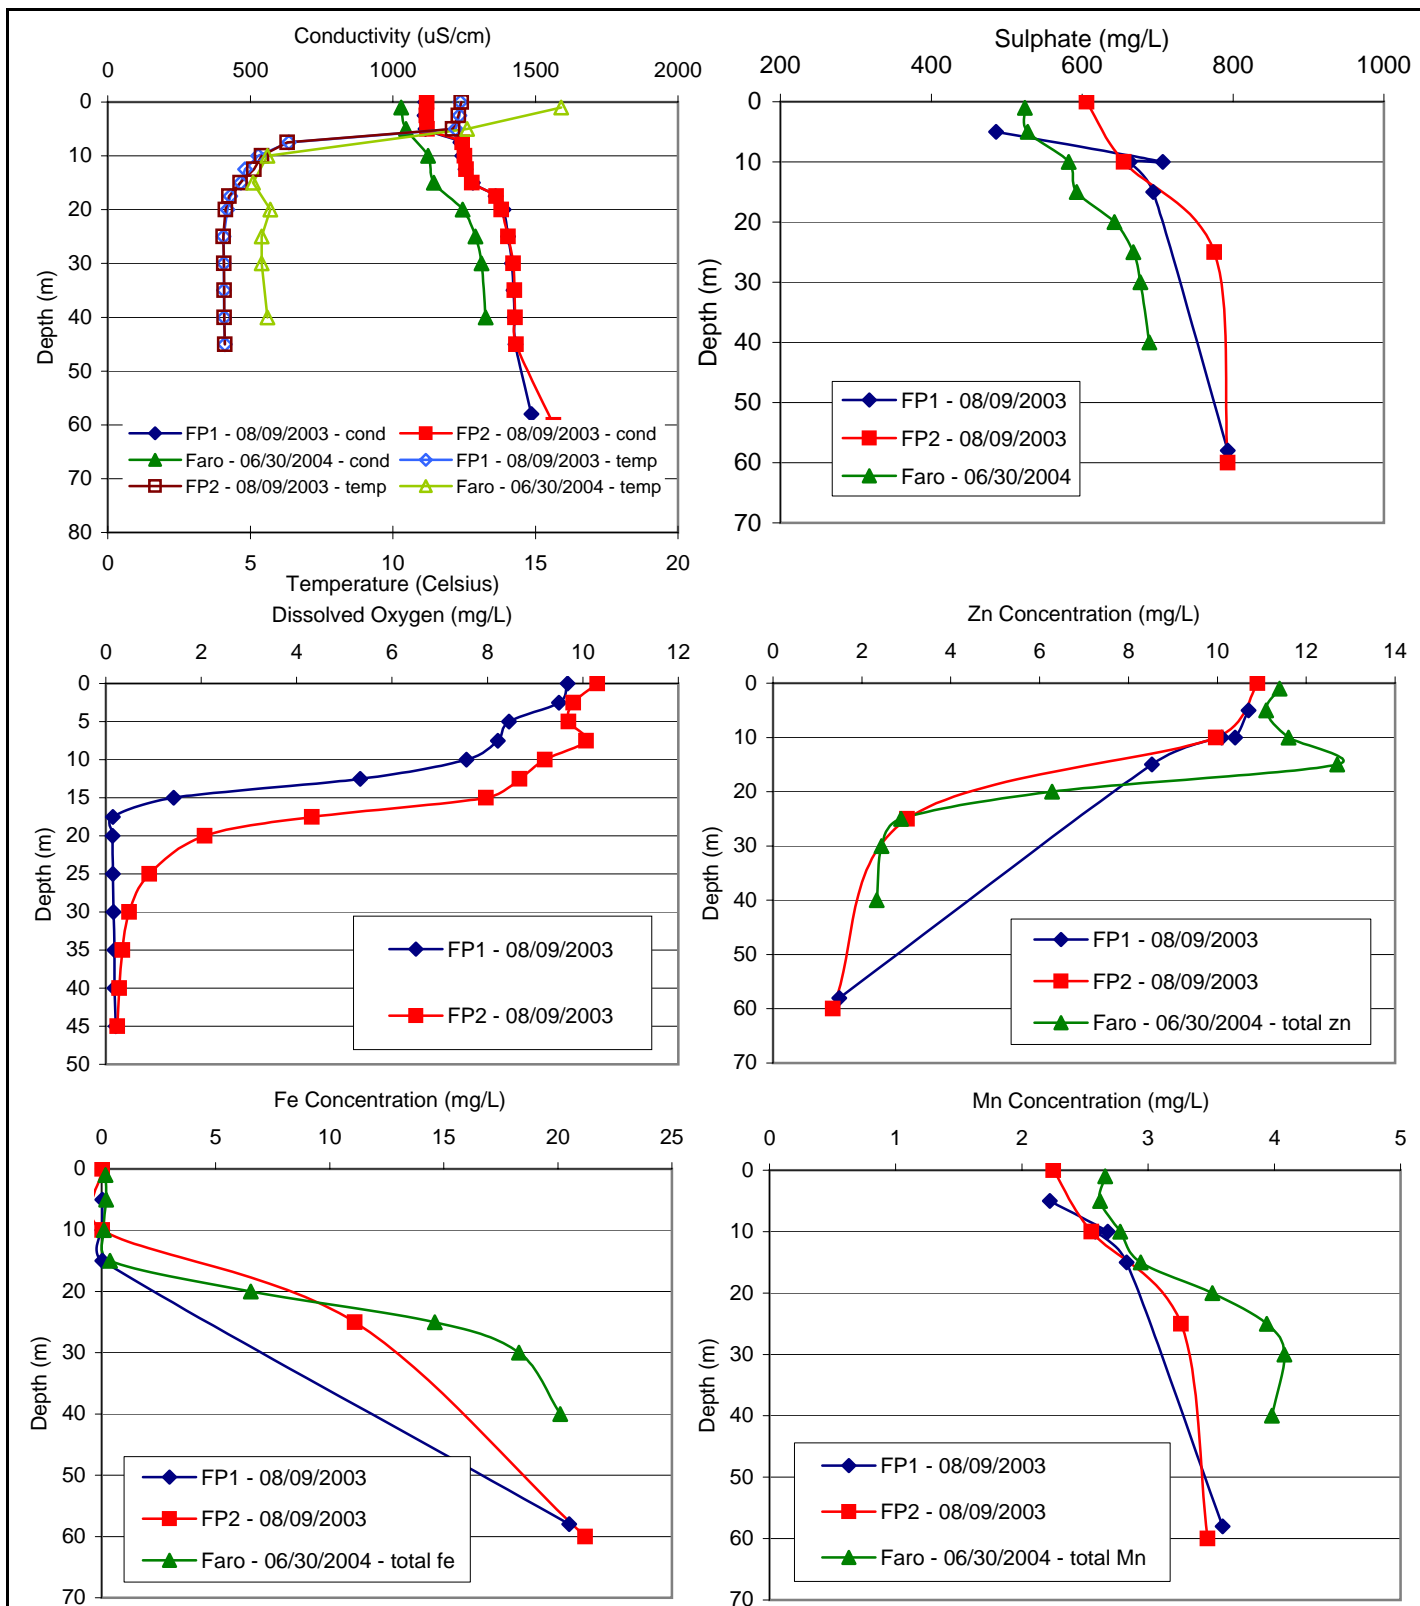 Conductivity (uS/cm)
0 500 1000 1500 2000
0
10
20
30
40
50
60
70
80
Depth (m)
FP1 - 08/09/2003 - cond
FP2 - 08/09/2003 - cond
Faro - 06/30/2004 - cond
FP1 - 08/09/2003 - temp
FP2 - 08/09/2003 - temp
Faro - 06/30/2004 - temp
0 5 10 15 20
Temperature (Celsius)
Sulphate (mg/L)
200 400 600 800 1000
0
10
20
30
40
50
60
70
Depth (m)
FP1 - 08/09/2003
FP2 - 08/09/2003
Faro - 06/30/2004
Dissolved Oxygen (mg/L)
0 2 4 6 8 10 12
0
5
10
15
20
25
30
35
40
45
50
Depth (m)
FP1 - 08/09/2003
FP2 - 08/09/2003
Zn Concentration (mg/L)
0 2 4 6 8 10 12 14
0
10
20
30
40
50
60
70
Depth (m)
FP1 - 08/09/2003
FP2 - 08/09/2003
Faro - 06/30/2004 - total zn
Fe Concentration (mg/L)
0 5 10 15 20 25
0
10
20
30
40
50
60
70
Depth (m)
FP1 - 08/09/2003
FP2 - 08/09/2003
Faro - 06/30/2004 - total fe
Mn Concentration (mg/L)
0 1 2 3 4 5
0
10
20
30
40
50
60
70
Depth (m)
FP1 - 08/09/2003
FP2 - 08/09/2003
Faro - 06/30/2004 - total Mn